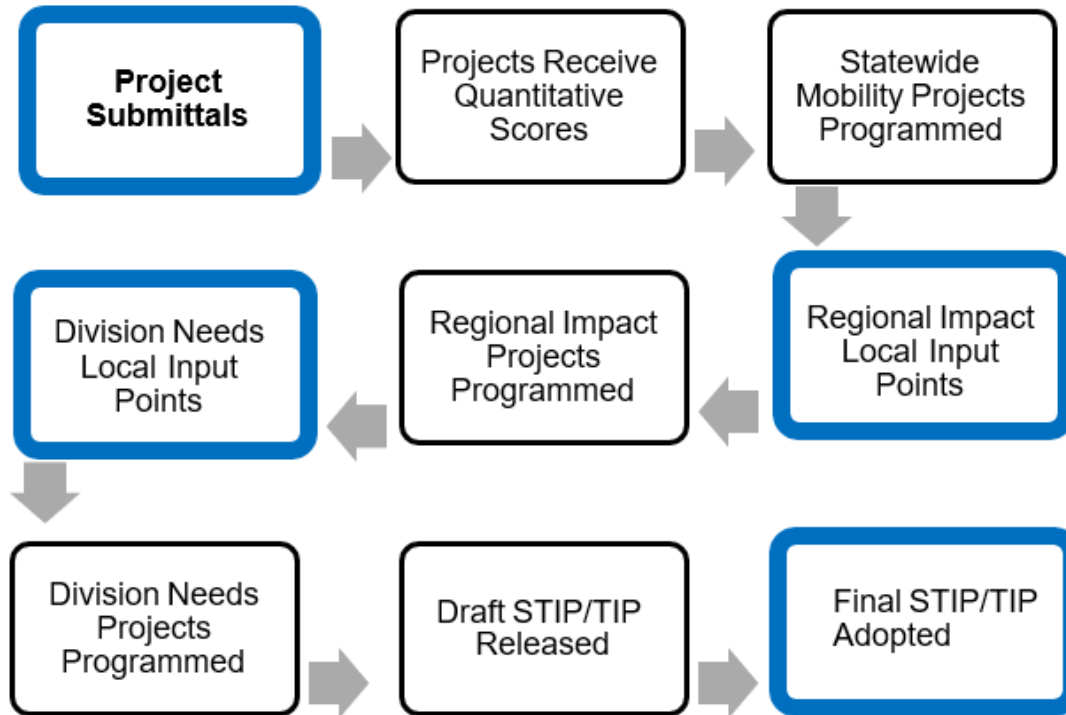 Project
Submittals
Projects Receive
Quantitative
Scores
Statewide
Mobility Projects
Programmed
Regional Impact
Local Input
Points
Regional Impact
Projects
Programmed
Division Needs
Local Input
Points
Division Needs
Projects
Programmed
Draft STIP/TIP
Released
Final STIP/TIP
Adopted